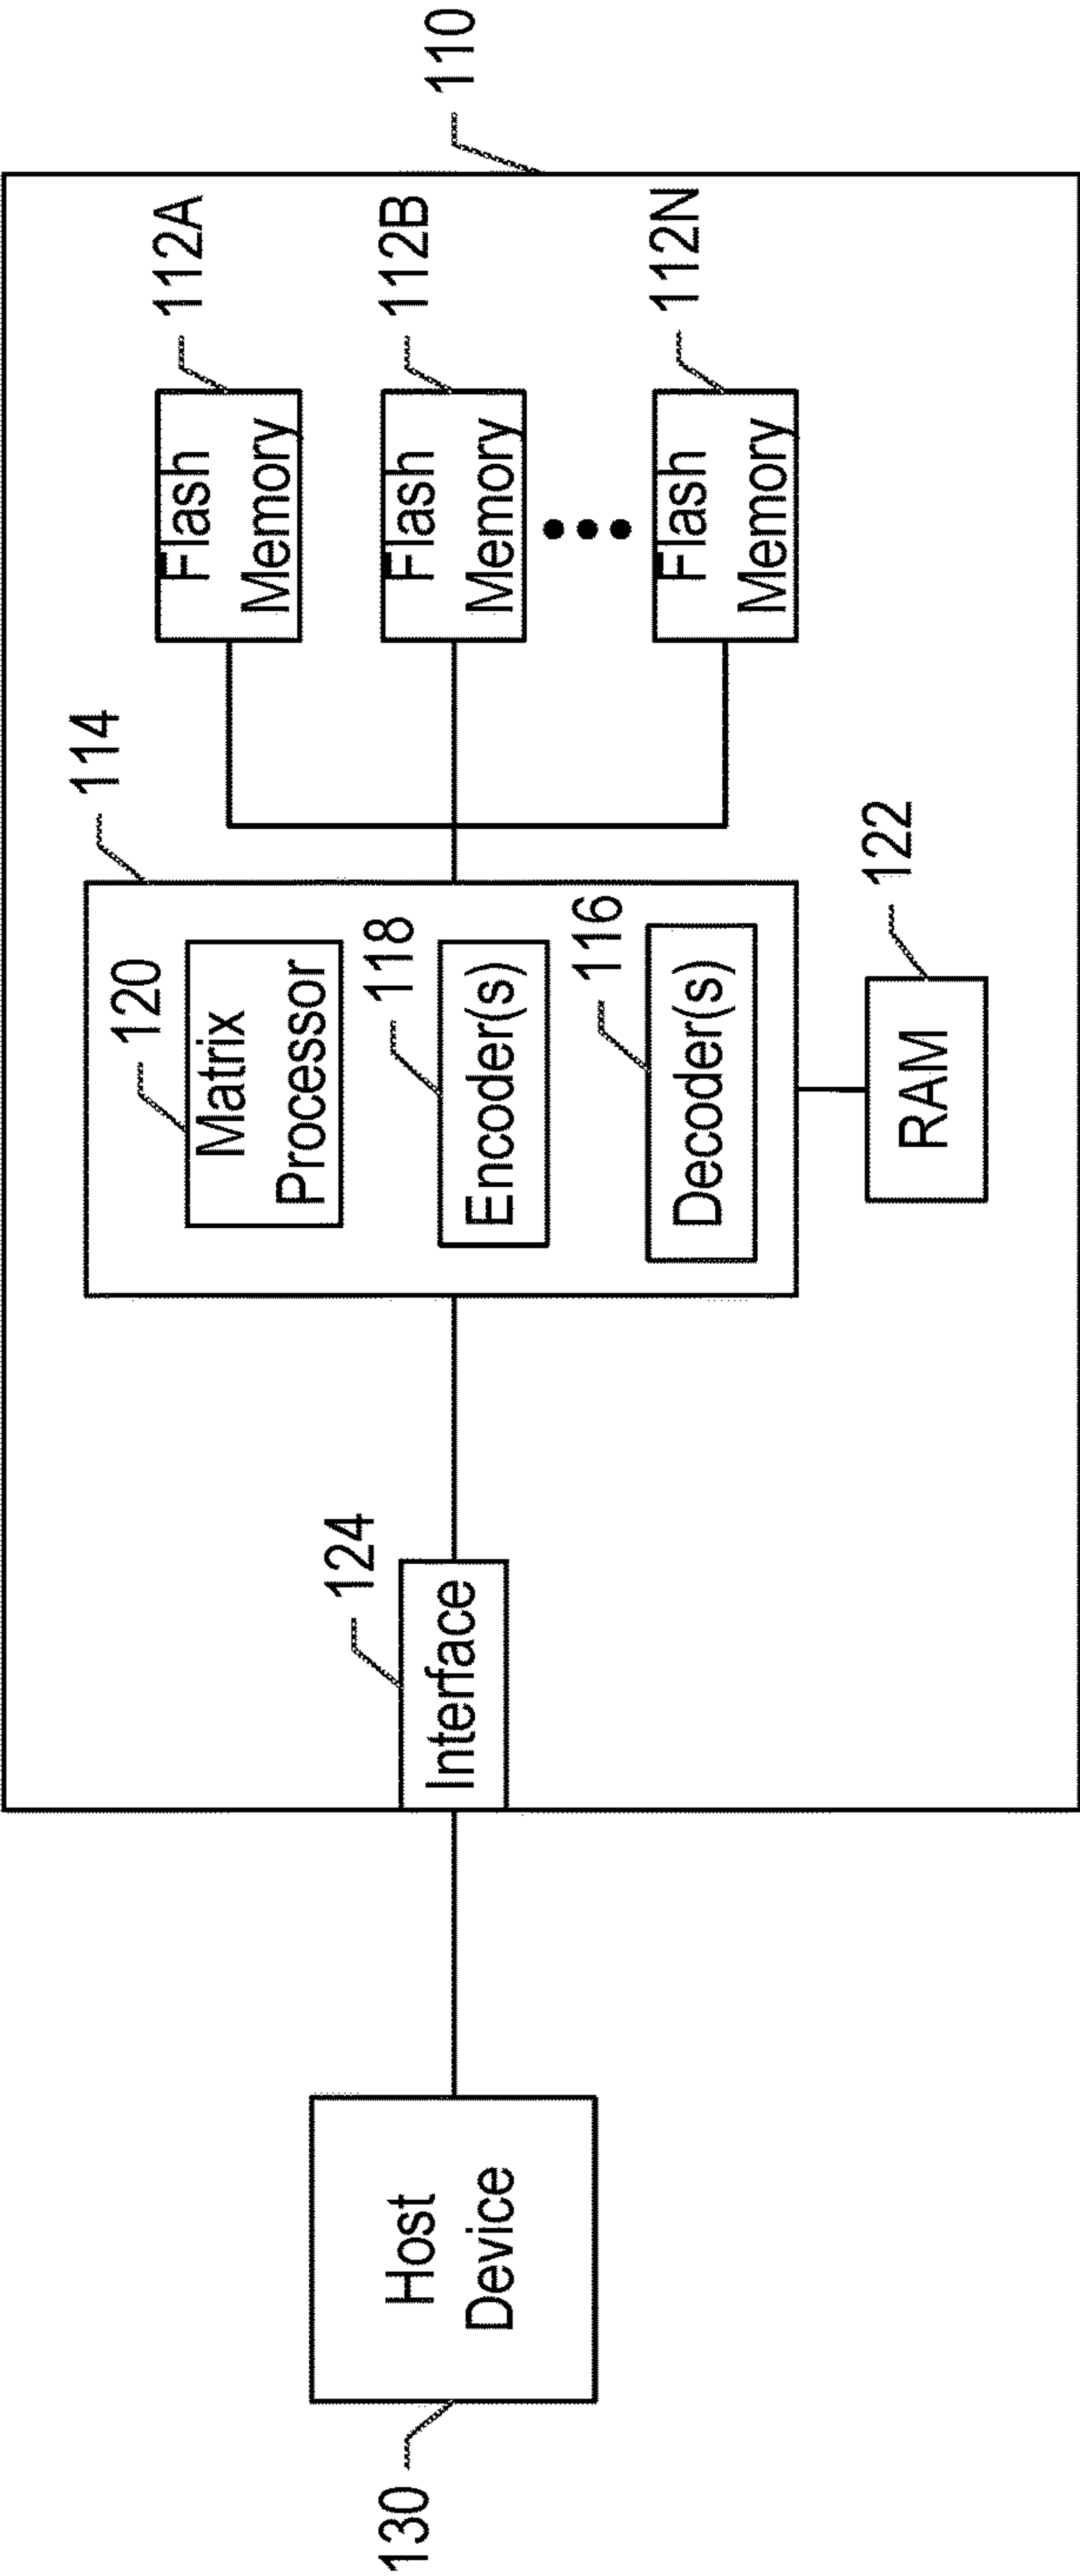 110
114
112A
Flash
Memory
120
Matrix
Processor
112B
Flash
Memory
124
Interface
118
Encoder(s)
130
Host
Device
116
Decoder(s)
112N
Flash
Memory
122
RAM